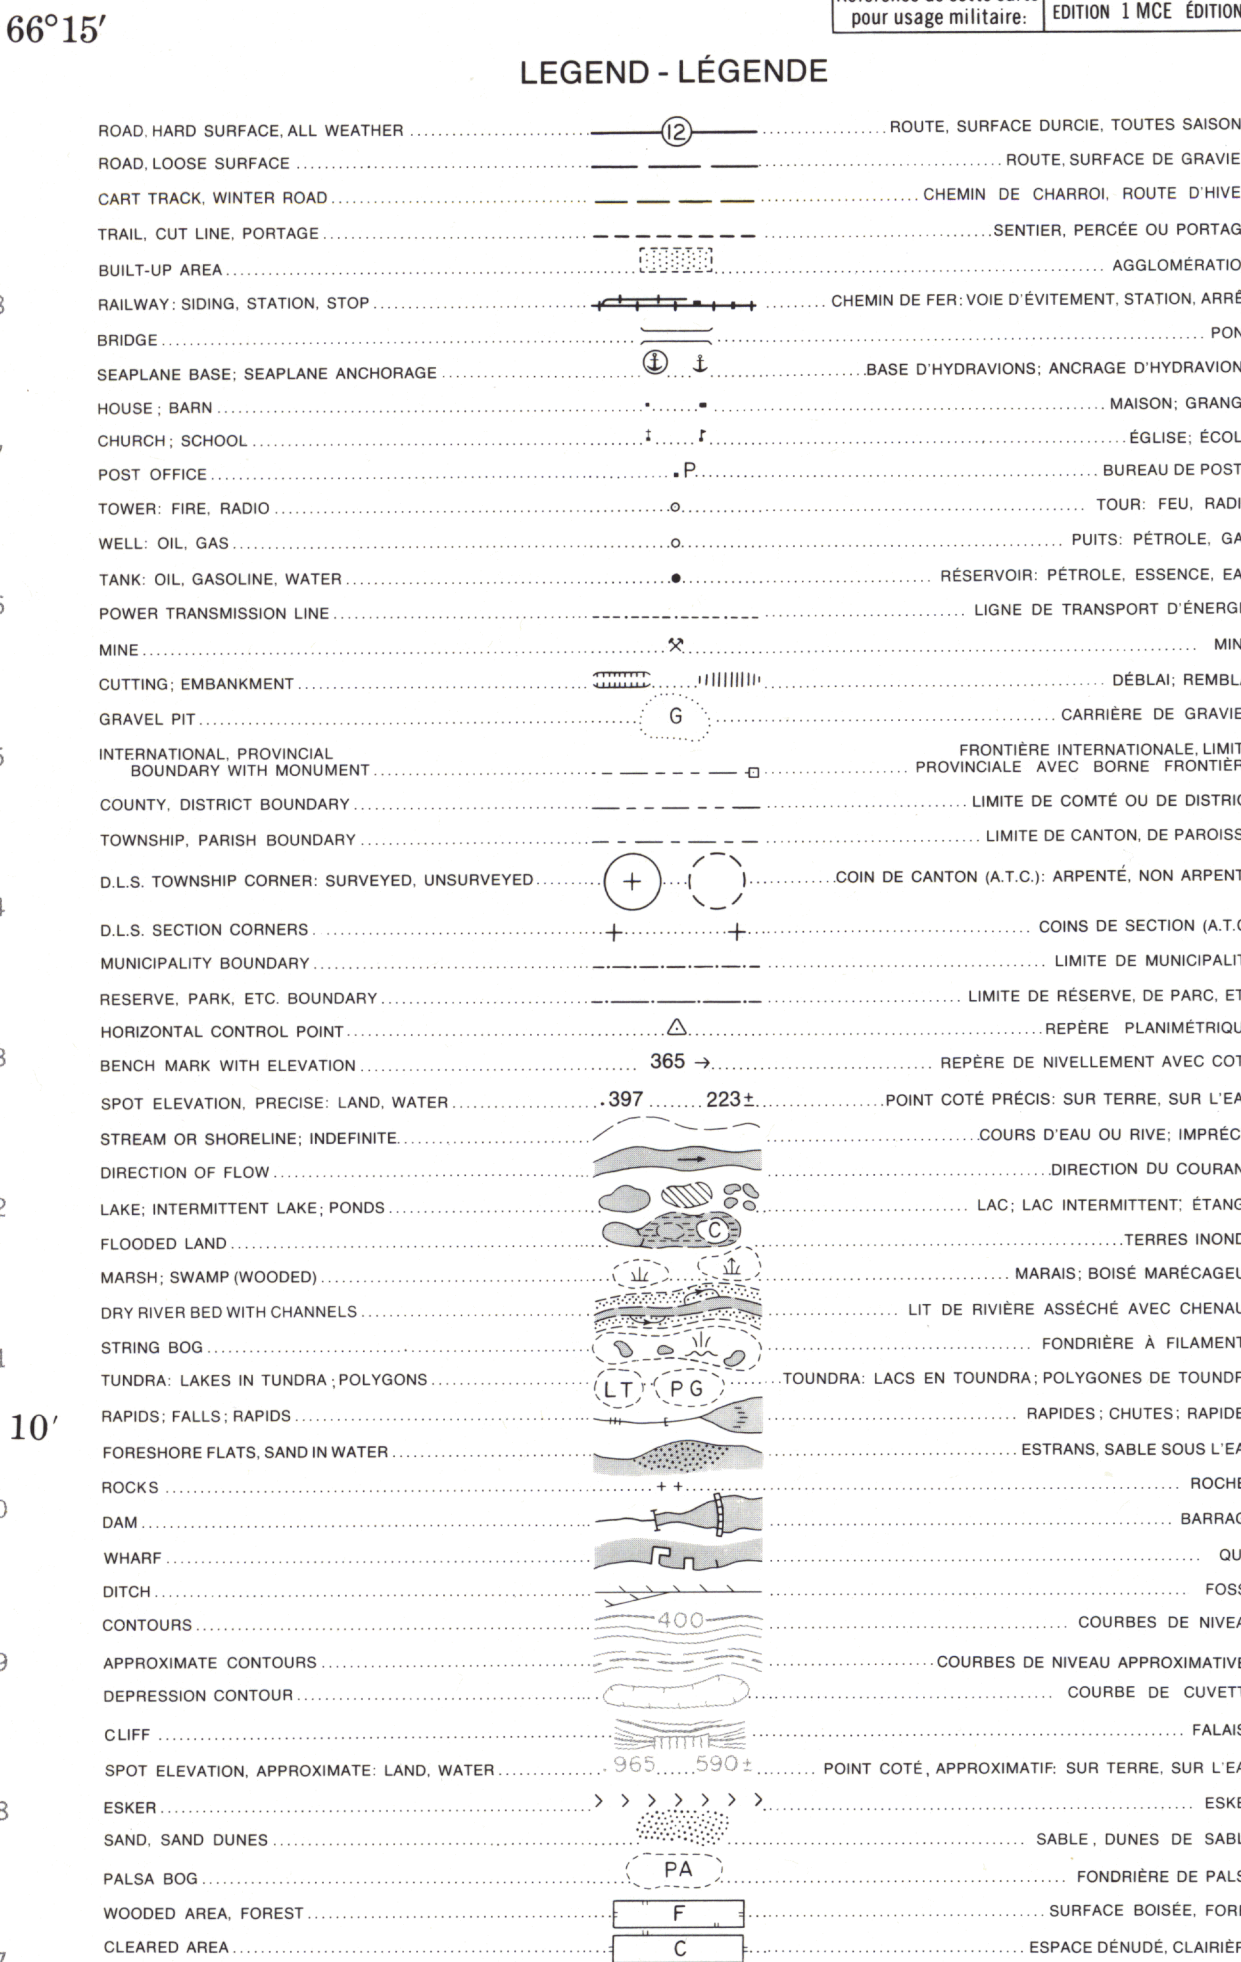 pour usage militaire:
EDITION 1 MCE ÉDITION
66°15′
LEGEND - LÉGENDE
ROAD, HARD SURFACE, ALL WEATHER 12 ROUTE, SURFACE DURCIE, TOUTES SAISON
ROAD, LOOSE SURFACE ROUTE, SURFACE DE GRAVIE
CART TRACK, WINTER ROAD CHEMIN DE CHARROI, ROUTE D'HIVE
TRAIL, CUT LINE, PORTAGE SENTIER, PERCÉE OU PORTAG
BUILT-UP AREA AGGLOMÉRATIO
RAILWAY: SIDING, STATION, STOP CHEMIN DE FER: VOIE D'ÉVITEMENT, STATION, ARRÊ
BRIDGE PON
SEAPLANE BASE; SEAPLANE ANCHORAGE BASE D'HYDRAVIONS; ANCRAGE D'HYDRAVION
HOUSE; BARN MAISON; GRANG
CHURCH; SCHOOL ÉGLISE; ÉCOL
POST OFFICE P BUREAU DE POST
TOWER: FIRE, RADIO TOUR: FEU, RADI
WELL: OIL, GAS PUITS: PÉTROLE, GA
TANK: OIL, GASOLINE, WATER RÉSERVOIR: PÉTROLE, ESSENCE, EA
POWER TRANSMISSION LINE LIGNE DE TRANSPORT D'ÉNERGI
MINE MIN
CUTTING; EMBANKMENT DÉBLAI; REMBLA
GRAVEL PIT G CARRIÈRE DE GRAVIE
INTERNATIONAL, PROVINCIAL FRONTIÈRE INTERNATIONALE, LIMIT
BOUNDARY WITH MONUMENT PROVINCIALE AVEC BORNE FRONTIÈR
COUNTY, DISTRICT BOUNDARY LIMITE DE COMTÉ OU DE DISTRIC
TOWNSHIP, PARISH BOUNDARY LIMITE DE CANTON, DE PAROISS
D.L.S. TOWNSHIP CORNER: SURVEYED, UNSURVEYED COIN DE CANTON (A.T.C.): ARPENTÉ, NON ARPENT
D.L.S. SECTION CORNERS COINS DE SECTION (A.T.C
MUNICIPALITY BOUNDARY LIMITE DE MUNICIPALIT
RESERVE, PARK, ETC. BOUNDARY LIMITE DE RÉSERVE, DE PARC, ET
HORIZONTAL CONTROL POINT REPÈRE PLANIMÉTRIQU
BENCH MARK WITH ELEVATION 365 → REPÈRE DE NIVELLEMENT AVEC COT
SPOT ELEVATION, PRECISE: LAND, WATER .397 223± POINT COTÉ PRÉCIS: SUR TERRE, SUR L'EA
STREAM OR SHORELINE; INDEFINITE COURS D'EAU OU RIVE; IMPRÉC
DIRECTION OF FLOW DIRECTION DU COURAN
LAKE; INTERMITTENT LAKE; PONDS LAC; LAC INTERMITTENT; ÉTANG
FLOODED LAND C TERRES INOND
MARSH; SWAMP (WOODED) MARAIS; BOISÉ MARÉCAGEU
DRY RIVER BED WITH CHANNELS LIT DE RIVIÈRE ASSÉCHÉ AVEC CHENAU
STRING BOG FONDRIÈRE À FILAMENT
TUNDRA: LAKES IN TUNDRA; POLYGONS LT PG TOUNDRA: LACS EN TOUNDRA; POLYGONES DE TOUNDR
10′
RAPIDS; FALLS; RAPIDS RAPIDES; CHUTES; RAPIDE
FORESHORE FLATS, SAND IN WATER ESTRANS, SABLE SOUS L'EA
ROCKS ROCHE
DAM BARRAG
WHARF QU
DITCH FOSS
CONTOURS 400 COURBES DE NIVEA
APPROXIMATE CONTOURS COURBES DE NIVEAU APPROXIMATIVE
DEPRESSION CONTOUR COURBE DE CUVETT
CLIFF FALAIS
SPOT ELEVATION, APPROXIMATE: LAND, WATER .965 590± POINT COTÉ, APPROXIMATIF: SUR TERRE, SUR L'EA
ESKER ESKE
SAND, SAND DUNES SABLE, DUNES DE SABL
PALSA BOG PA FONDRIÈRE DE PALS
WOODED AREA, FOREST F SURFACE BOISÉE, FOR
CLEARED AREA C ESPACE DÉNUDÉ, CLAIRIÈR